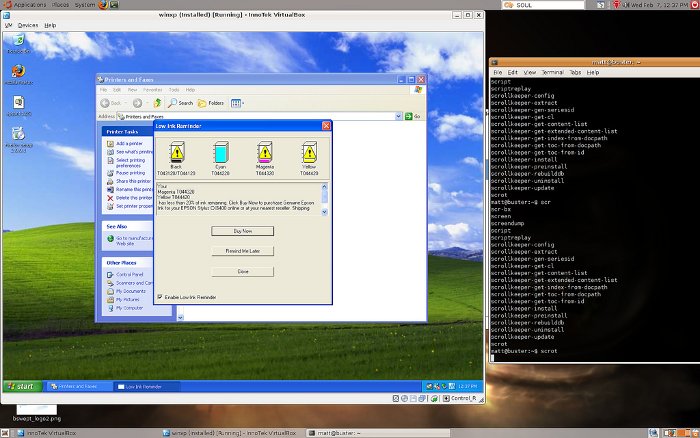 Applications Places System
SOUL
Wed Feb 7, 12:37 PM
winxp (Installed) [Running] - InnoTek VirtualBox
VM Devices Help
Printers and Faxes
File Edit View Favorites Tools Help
Back
Search
Folders
Address
Printers and Faxes
Go
Printer Tasks
Add a printer
See what's printing
Select printing
preferences
Pause printing
Share this printer
Rename this printer
Delete this printer
Set printer properties
See Also
Go to manufacturer
Web site
Other Places
Control Panel
Scanners and Cam
My Documents
My Pictures
My Computer
Low Ink Reminder
Black
T043120/T044120
Cyan
T044220
Magenta
T044320
Yellow
T044420
Your
Magenta T044320
Yellow T044420
has less than 20% of ink remaining. Click Buy Now to purchase Genuine Epson
Ink for your EPSON Stylus CX6400 online or at your nearest reseller. Shipping
Buy Now
Remind Me Later
Done
Enable Low Ink Reminder
start
Printers and Faxes
Low Ink Reminder
12:37 PM
Control_R
matt@buster: ~
File Edit View Terminal Tabs Help
script
scriptreplay
scrollkeeper-config
scrollkeeper-extract
scrollkeeper-gen-seriesid
scrollkeeper-get-cl
scrollkeeper-get-content-list
scrollkeeper-get-extended-content-list
scrollkeeper-get-index-from-docpath
scrollkeeper-get-toc-from-docpath
scrollkeeper-get-toc-from-id
scrollkeeper-install
scrollkeeper-preinstall
scrollkeeper-rebuilddb
scrollkeeper-uninstall
scrollkeeper-update
scrot
matt@buster:~$ scr
scr-bx
screen
screendump
script
scriptreplay
scrollkeeper-config
scrollkeeper-extract
scrollkeeper-gen-seriesid
scrollkeeper-get-cl
scrollkeeper-get-content-list
scrollkeeper-get-extended-content-list
scrollkeeper-get-index-from-docpath
scrollkeeper-get-toc-from-docpath
scrollkeeper-get-toc-from-id
scrollkeeper-install
scrollkeeper-preinstall
scrollkeeper-rebuilddb
scrollkeeper-uninstall
scrollkeeper-update
scrot
matt@buster:~$ scrot
bswept_logo2.png
InnoTek VirtualBox
winxp (Installed) [Running] - InnoTek VirtualBox
matt@buster: ~